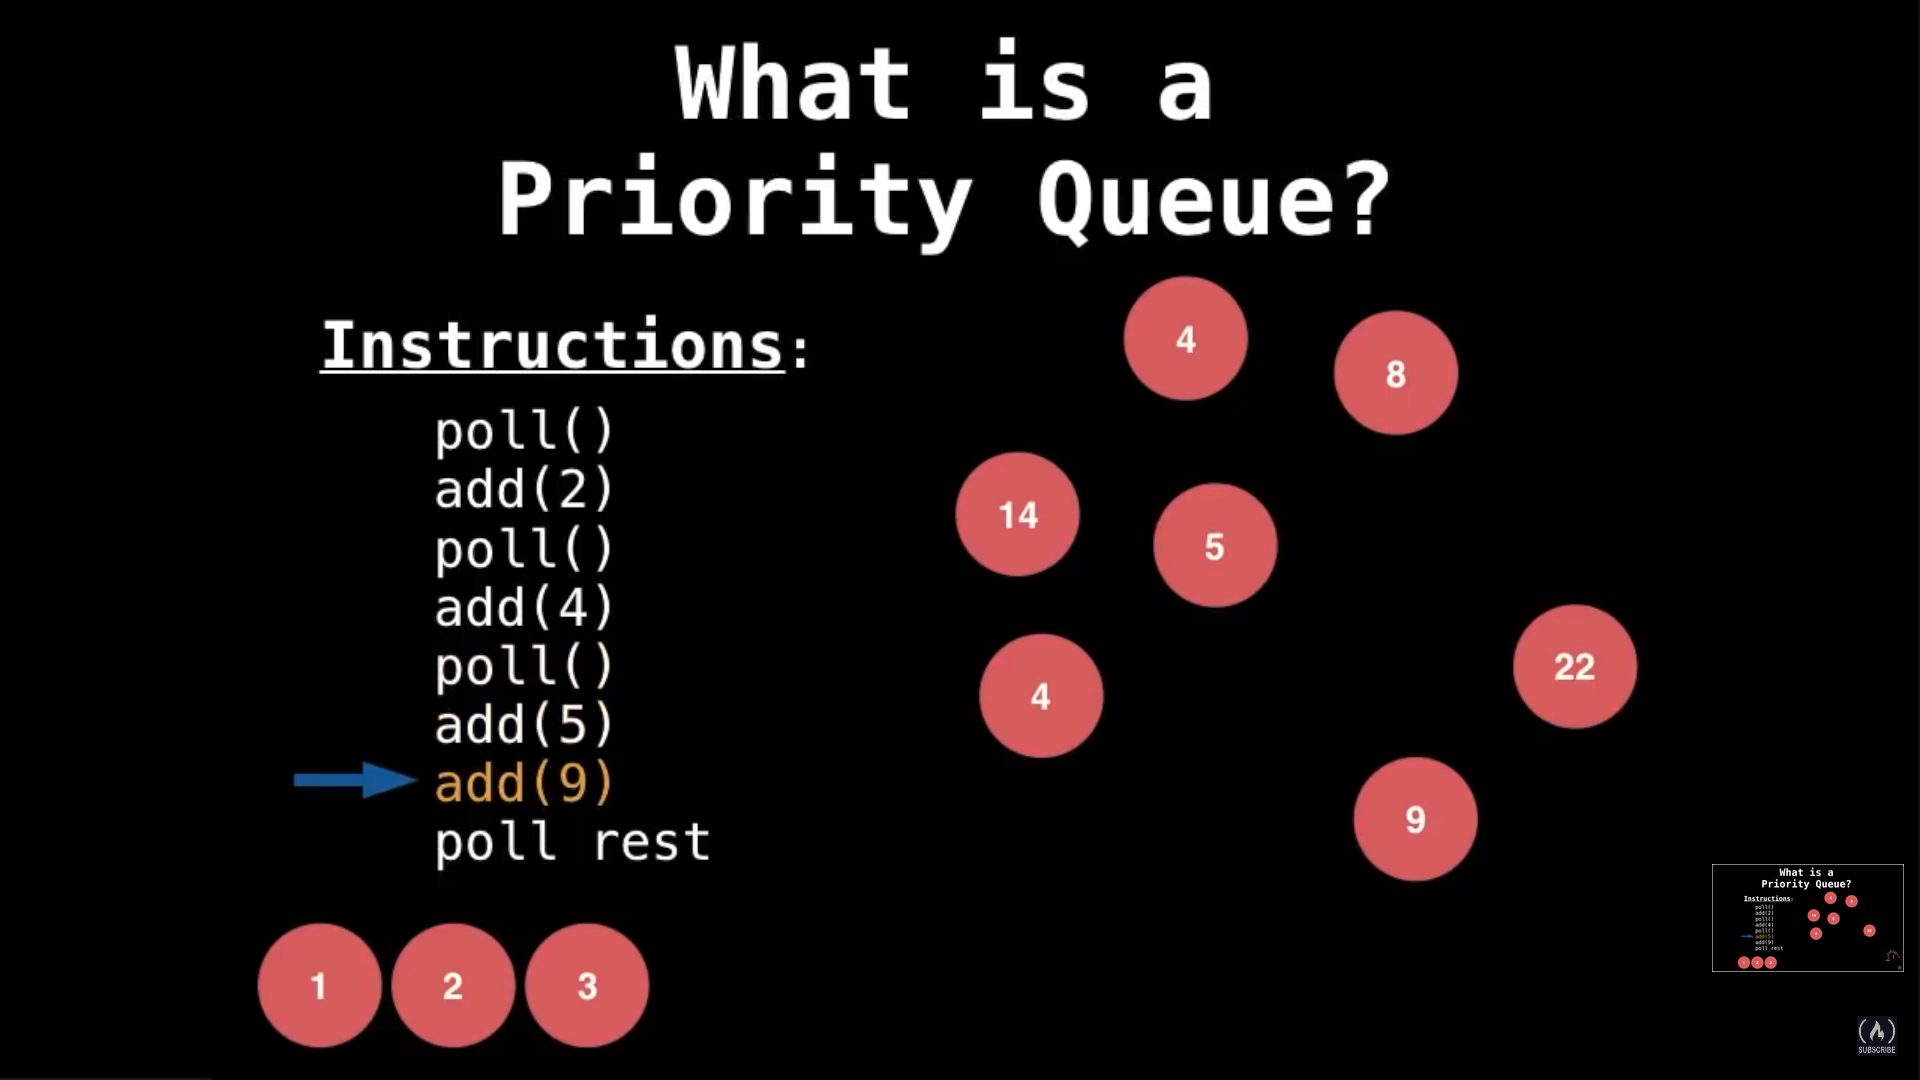 What is a
Priority Queue?
Instructions:
poll()
add(2)
poll()
add(4)
poll()
add(5)
add(9)
poll rest
4
8
14
5
4
22
9
1 2 3
What is a
Priority Queue?
Instructions:
poll()
add(2)
poll()
add(4)
poll()
add(5)
add(9)
poll rest
SUBSCRIBE